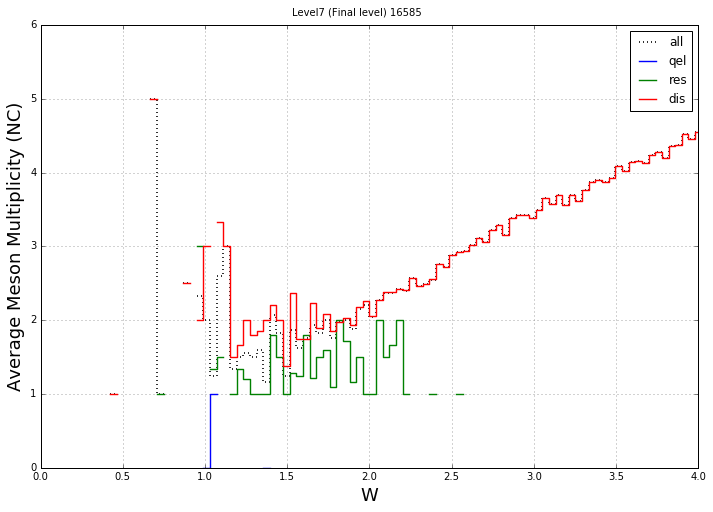 Level7 (Final level) 16585
Average Meson Multiplicity (NC)
6
5
4
3
2
1
0
all
qel
res
dis
0.0 0.5 1.0 1.5 2.0 2.5 3.0 3.5 4.0
W